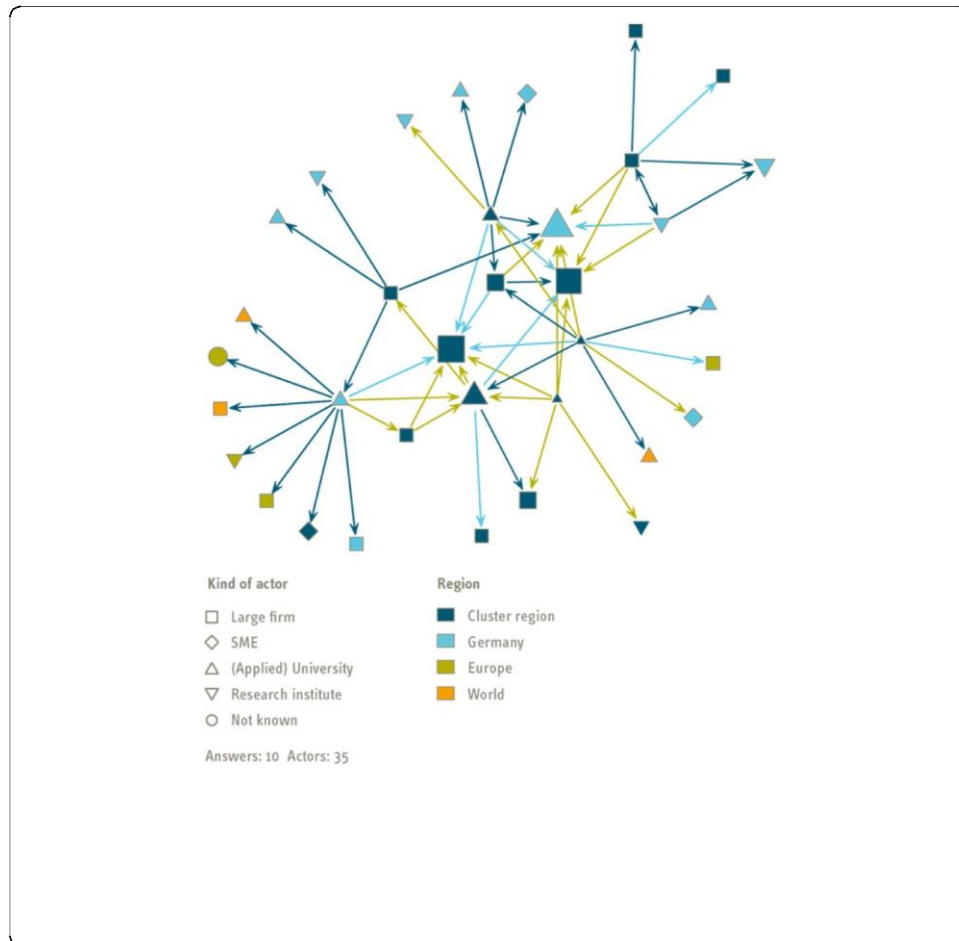 Kind of actor
Large firm
SME
(Applied) University
Research institute
Not known
Region
Cluster region
Germany
Europe
World
Answers: 10 Actors: 35